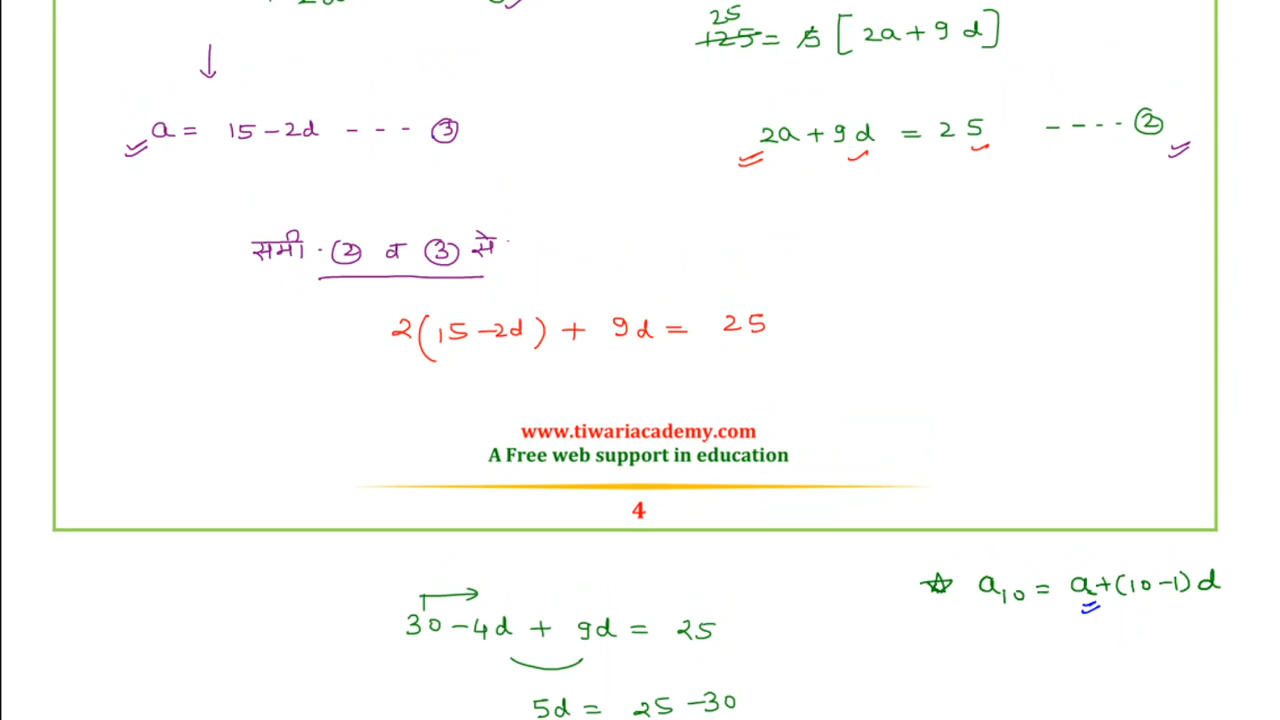 25
125 = 5 [ 2a + 9d ]
a = 15 - 2d - - - ③
2a + 9d = 25 - - - - ②
समी. ② व ③ से
2(15 - 2d) + 9d = 25
www.tiwariacademy.com
A Free web support in education
4
☆ a₁₀ = a + (10 - 1) d
30 - 4d + 9d = 25
5d = 25 - 30